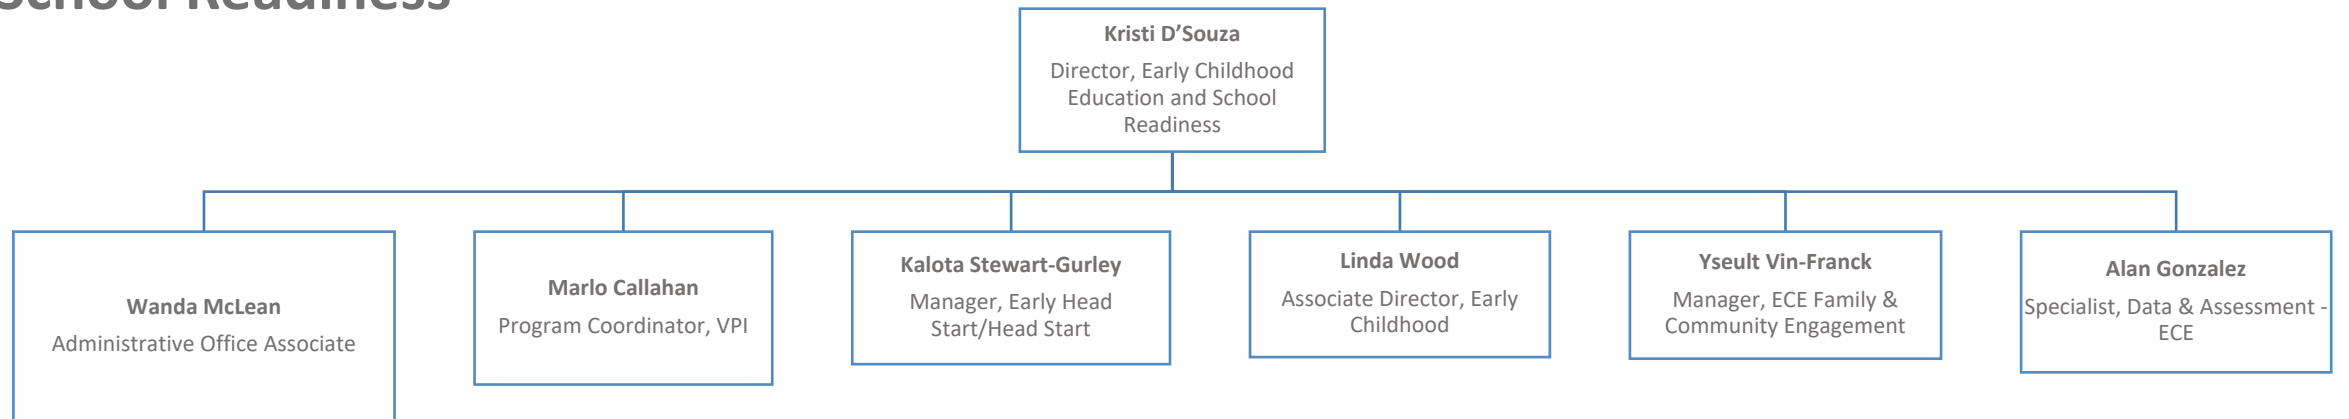 School Readiness
Kristi D’Souza
Director, Early Childhood
Education and School
Readiness
Wanda McLean
Administrative Office Associate
Marlo Callahan
Program Coordinator, VPI
Kalota Stewart-Gurley
Manager, Early Head
Start/Head Start
Linda Wood
Associate Director, Early
Childhood
Yseult Vin-Franck
Manager, ECE Family &
Community Engagement
Alan Gonzalez
Specialist, Data & Assessment -
ECE